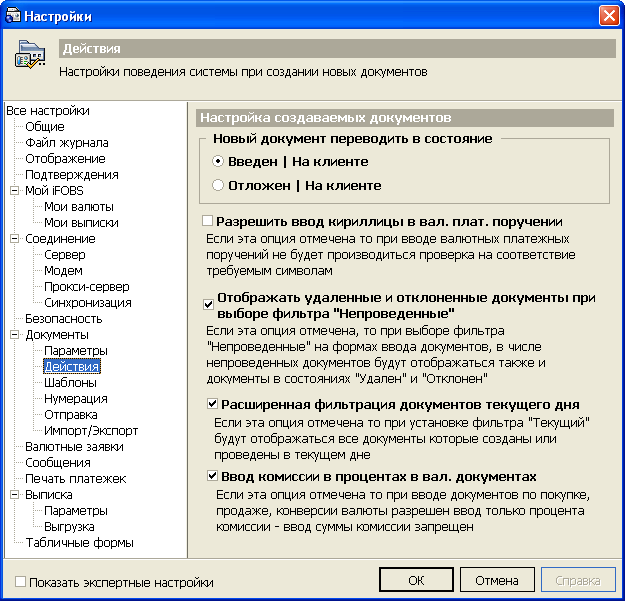 Настройки
Действия
Настройки поведения системы при создании новых документов
Все настройки
Общие
Файл журнала
Отображение
Подтверждения
Мой iFOBS
Мои валюты
Мои выписки
Соединение
Сервер
Модем
Прокси-сервер
Синхронизация
Безопасность
Документы
Параметры
Действия
Шаблоны
Нумерация
Отправка
Импорт/Экспорт
Валютные заявки
Сообщения
Печать платежек
Выписка
Параметры
Выгрузка
Табличные формы
Настройка создаваемых документов
Новый документ переводить в состояние
Введен | На клиенте
Отложен | На клиенте
Разрешить ввод кириллицы в вал. плат. поручении
Если эта опция отмечена то при вводе валютных платежных
поручений не будет производиться проверка на соответствие
требуемым символам
Отображать удаленные и отклоненные документы при
выборе фильтра "Непроведенные"
Если эта опция отмечена, то при выборе фильтра
"Непроведенные" на формах ввода документов, в числе
непроведенных документов будут отображаться также и
документы в состояниях "Удален" и "Отклонен"
Расширенная фильтрация документов текущего дня
Если эта опция отмечена то при установке фильтра "Текущий"
будут отображаться все документы которые созданы или
проведены в текущем дне
Ввод комиссии в процентах в вал. документах
Если эта опция отмечена то при вводе документов по покупке,
продаже, конверсии валюты разрешен ввод только процента
комиссии - ввод суммы комиссии запрещен
Показать экспертные настройки
OK
Отмена
Справка